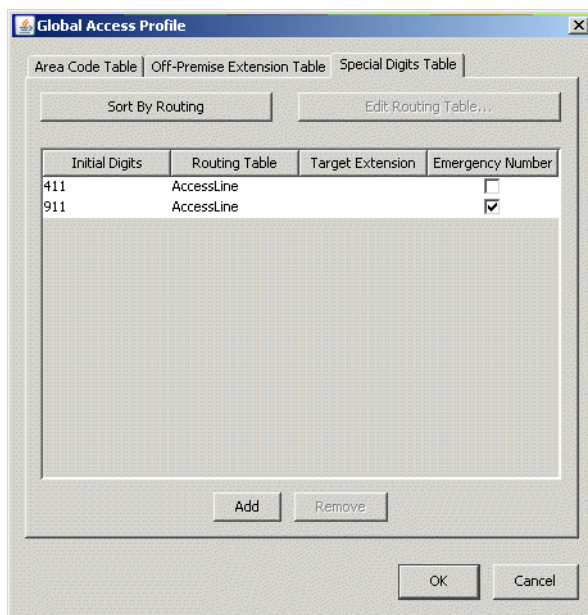 Global Access Profile
Area Code Table Off-Premise Extension Table Special Digits Table
Sort By Routing Edit Routing Table...
Initial Digits Routing Table Target Extension Emergency Number
411 AccessLine
911 AccessLine
Add Remove
OK Cancel